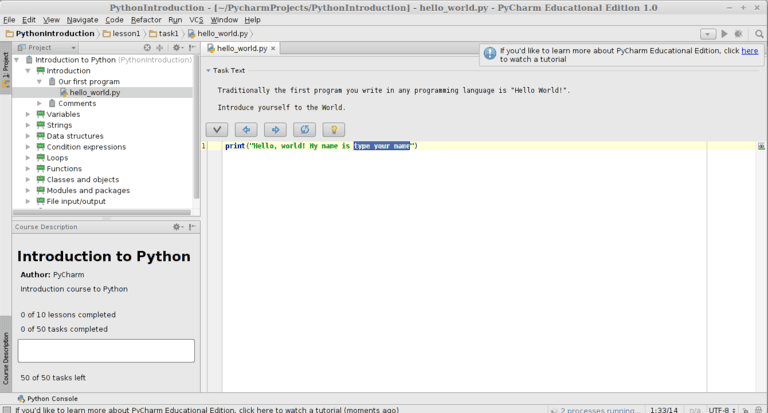 PythonIntroduction - [~/PycharmProjects/PythonIntroduction] - hello_world.py - PyCharm Educational Edition 1.0
File Edit View Navigate Code Refactor Run VCS Window Help
PythonIntroduction lesson1 task1 hello_world.py
1: Project
Project
Introduction to Python (PythonIntroduction)
Introduction
Our first program
hello_world.py
Comments
Variables
Strings
Data structures
Condition expressions
Loops
Functions
Classes and objects
Modules and packages
File input/output
Course Description
Introduction to Python
Author: PyCharm
Introduction course to Python
0 of 10 lessons completed
0 of 50 tasks completed
50 of 50 tasks left
Course Description
hello_world.py
If you'd like to learn more about PyCharm Educational Edition, click here
to watch a tutorial
Task Text
Traditionally the first program you write in any programming language is "Hello World!".
Introduce yourself to the World.
1 print("Hello, world! My name is type your name")
Python Console
If you'd like to learn more about PyCharm Educational Edition, click here to watch a tutorial (moments ago)
2 processes running... 1:33/14 n/a UTF-8